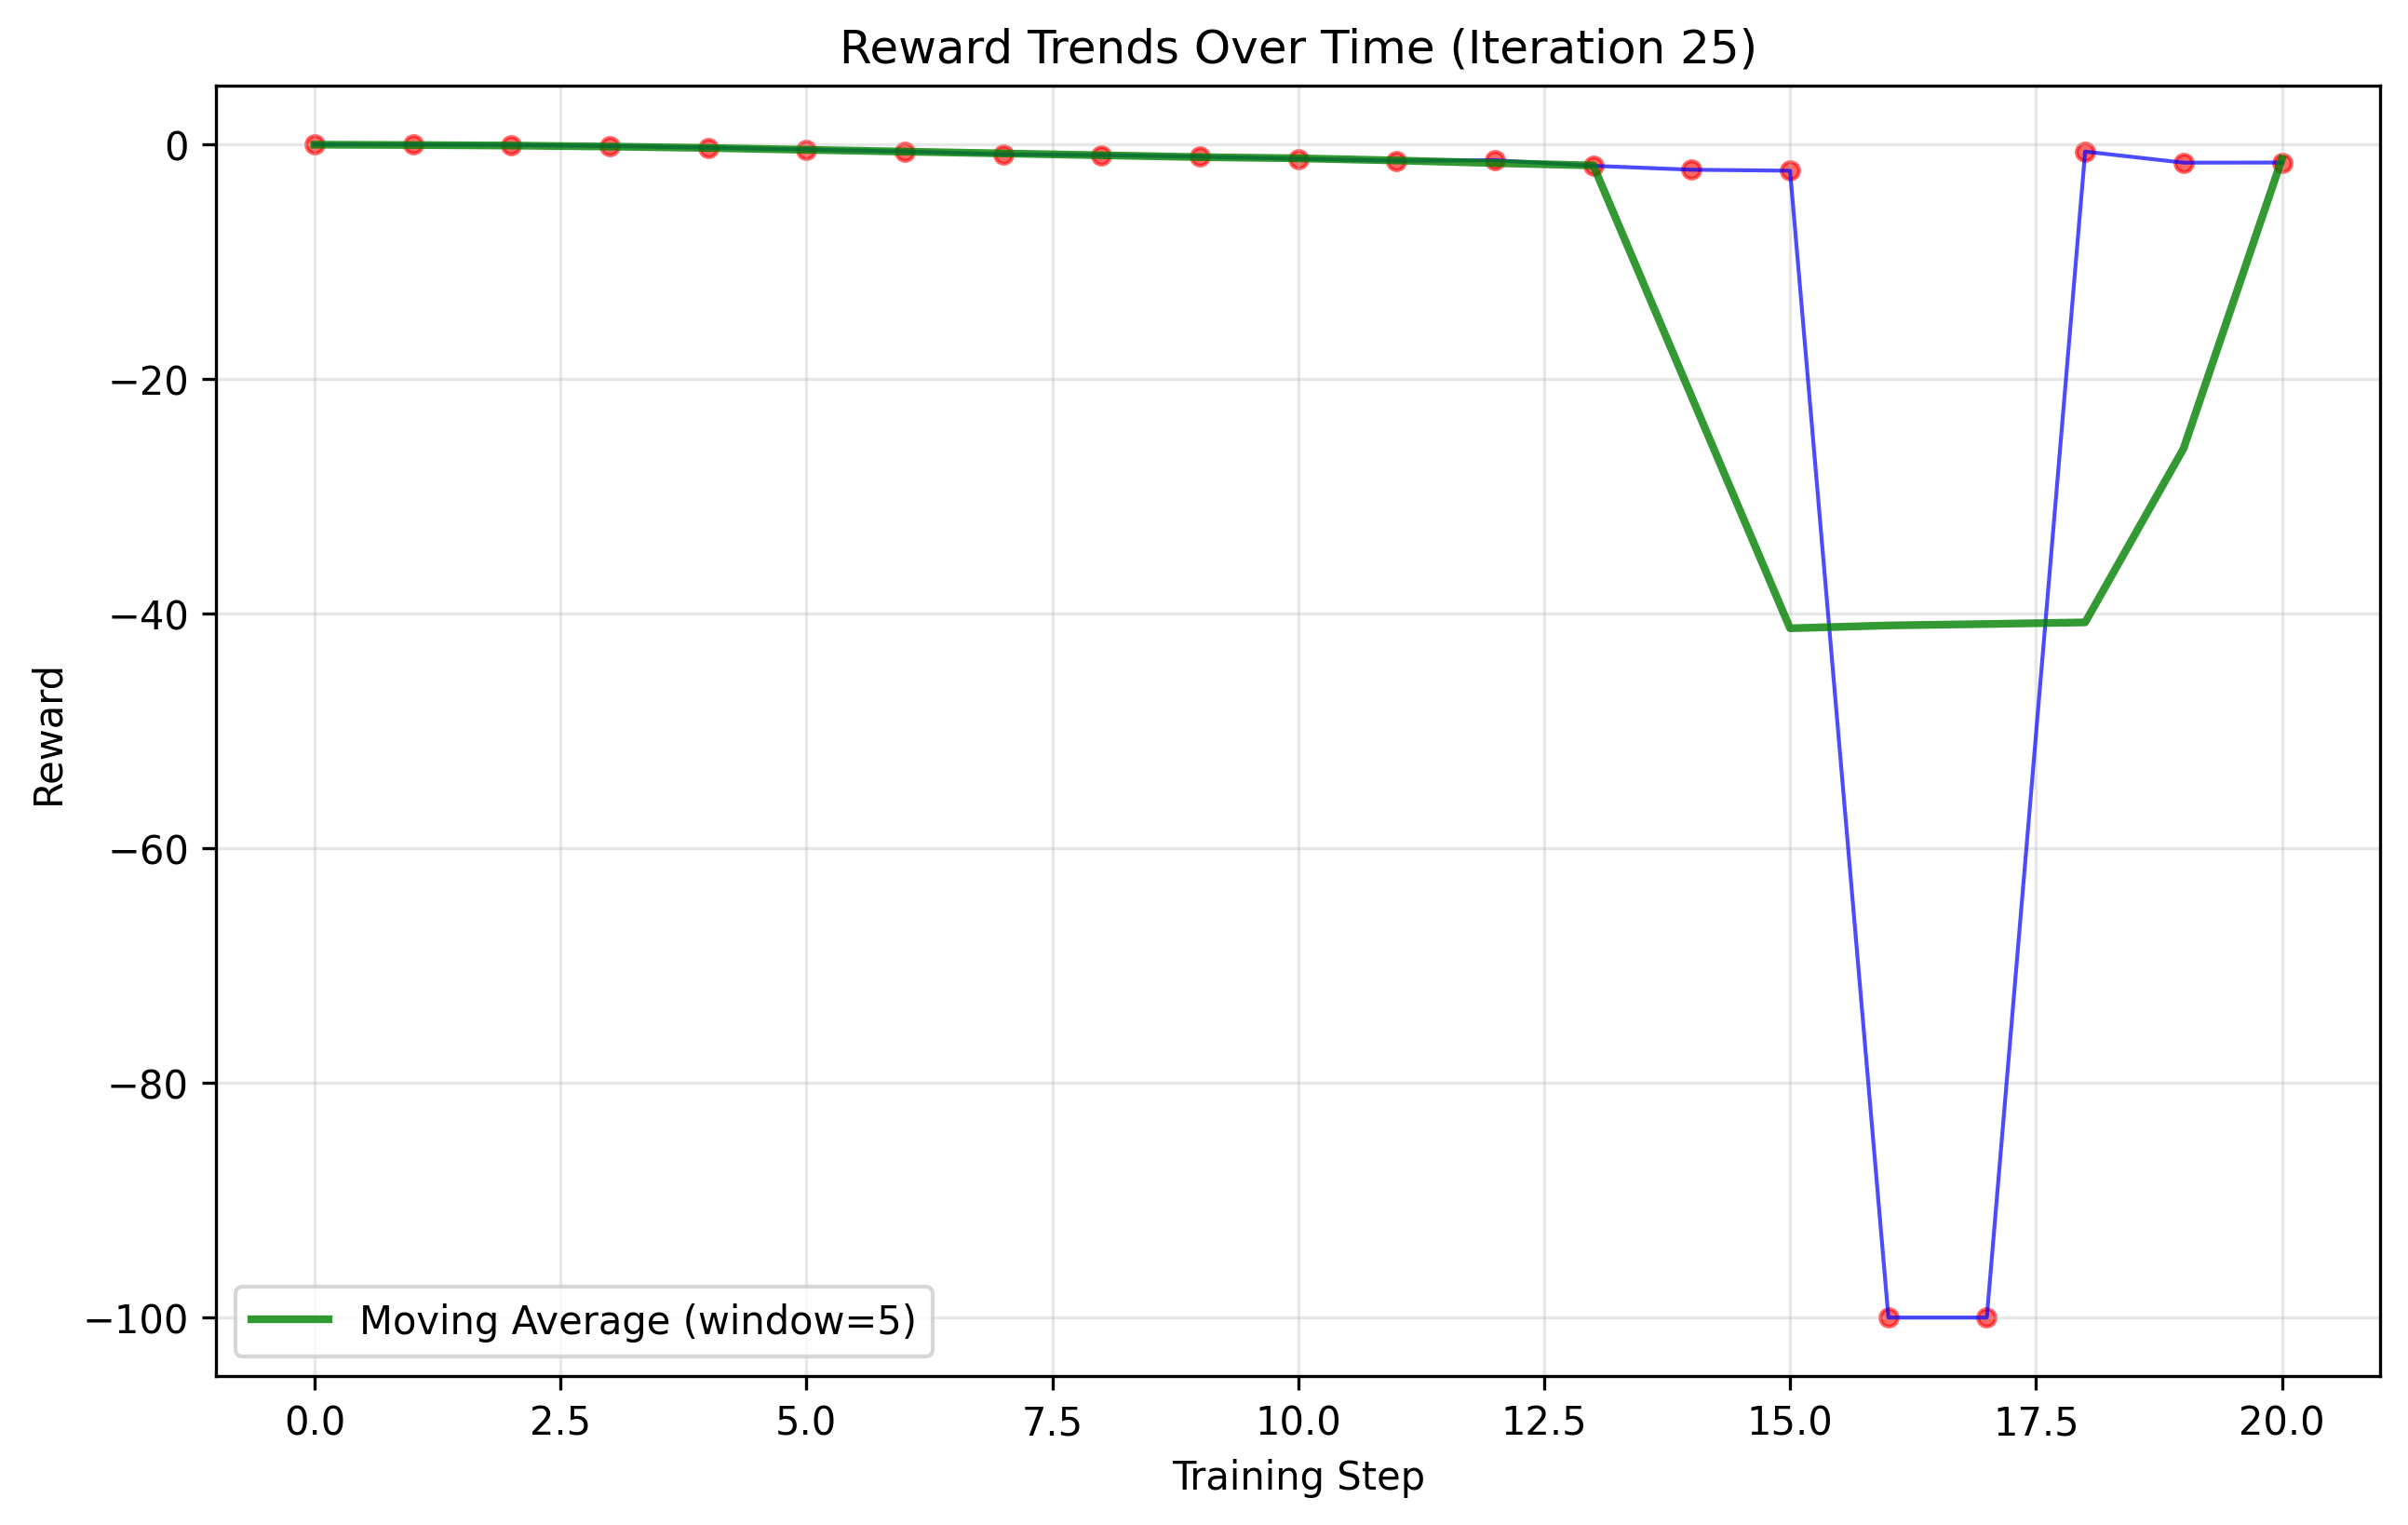 Reward Trends Over Time (Iteration 25)
0
−20
−40
−60
−80
−100
Reward
Moving Average (window=5)
0.0 2.5 5.0 7.5 10.0 12.5 15.0 17.5 20.0
Training Step